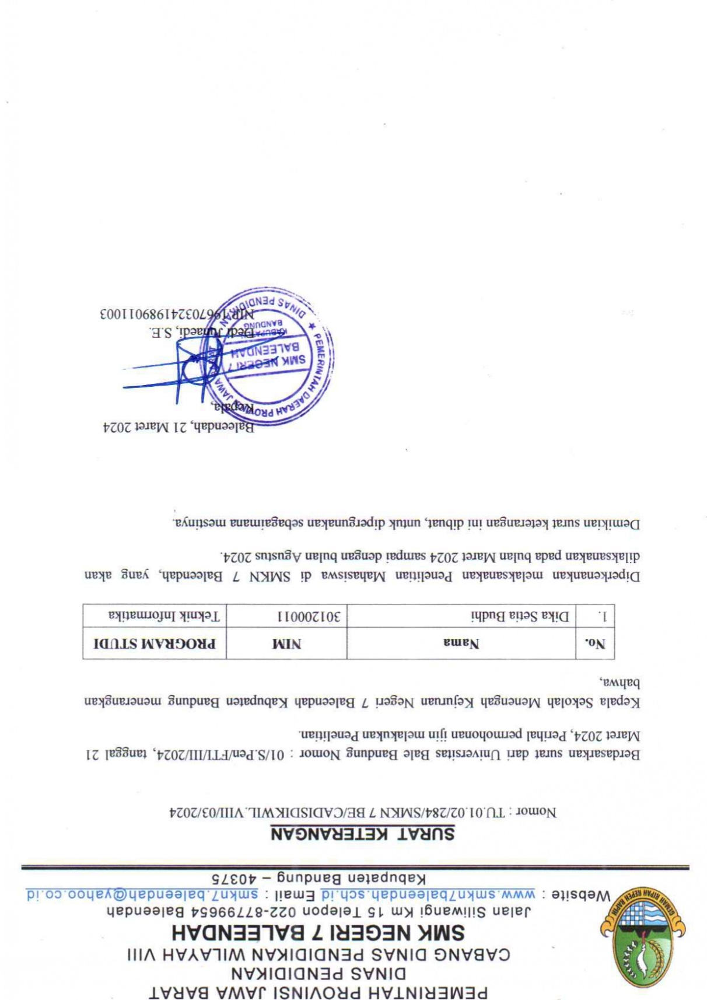 PEMERINTAH PROVINSI JAWA BARAT
DINAS PENDIDIKAN
CABANG DINAS PENDIDIKAN WILAYAH VIII
SMK NEGERI 7 BALEENDAH
Jalan Siliwangi Km 15 Telepon 022-87799654 Baleendah
Website : www.smkn7baleendah.sch.id Email : smkn7.baleendah@yahoo.co.id
Kabupaten Bandung – 40375
GEMAH RIPAH REPEH RAPIH
SURAT KETERANGAN
Nomor : TU.01.02/284/SMKN 7 BE/CADISDIKWIL.VIII/03/2024
Berdasarkan surat dari Universitas Bale Bandung Nomor : 01/S.Pen/FTI/III/2024, tanggal 21
Maret 2024, Perihal permohonan ijin melakukan Penelitian.
Kepala Sekolah Menengah Kejuruan Negeri 7 Baleendah Kabupaten Bandung menerangkan
bahwa,
No. Nama NIM PROGRAM STUDI
1. Dika Setia Budhi 301200011 Teknik Informatika
Diperkenankan melaksanakan Penelitian Mahasiswa di SMKN 7 Baleendah, yang akan
dilaksanakan pada bulan Maret 2024 sampai dengan bulan Agustus 2024.
Demikian surat keterangan ini dibuat, untuk dipergunakan sebagaimana mestinya.
Baleendah, 21 Maret 2024
Kepala,
PEMERINTAH DAERAH PROVINSI JAWA BARAT
SMK NEGERI 7
BALEENDAH
KABUPATEN
BANDUNG
DINAS PENDIDIKAN
Dedi Junaedi, S.E.
NIP.196703241989011003